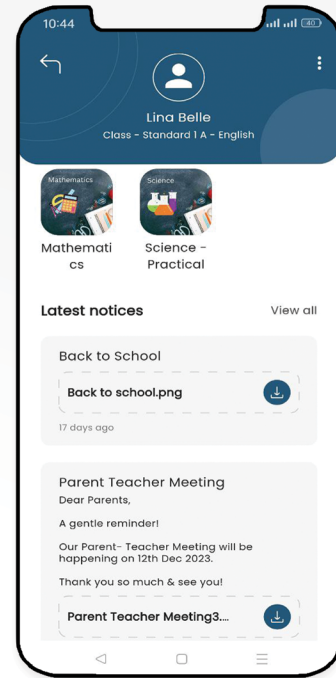 10:44
40
Lina Belle
Class - Standard 1 A - English
Mathematics
Science
Mathemati
cs
Science -
Practical
Latest notices
View all
Back to School
Back to school.png
17 days ago
Parent Teacher Meeting
Dear Parents,
A gentle reminder!
Our Parent- Teacher Meeting will be
happening on 12th Dec 2023.
Thank you so much & see you!
Parent Teacher Meeting3....